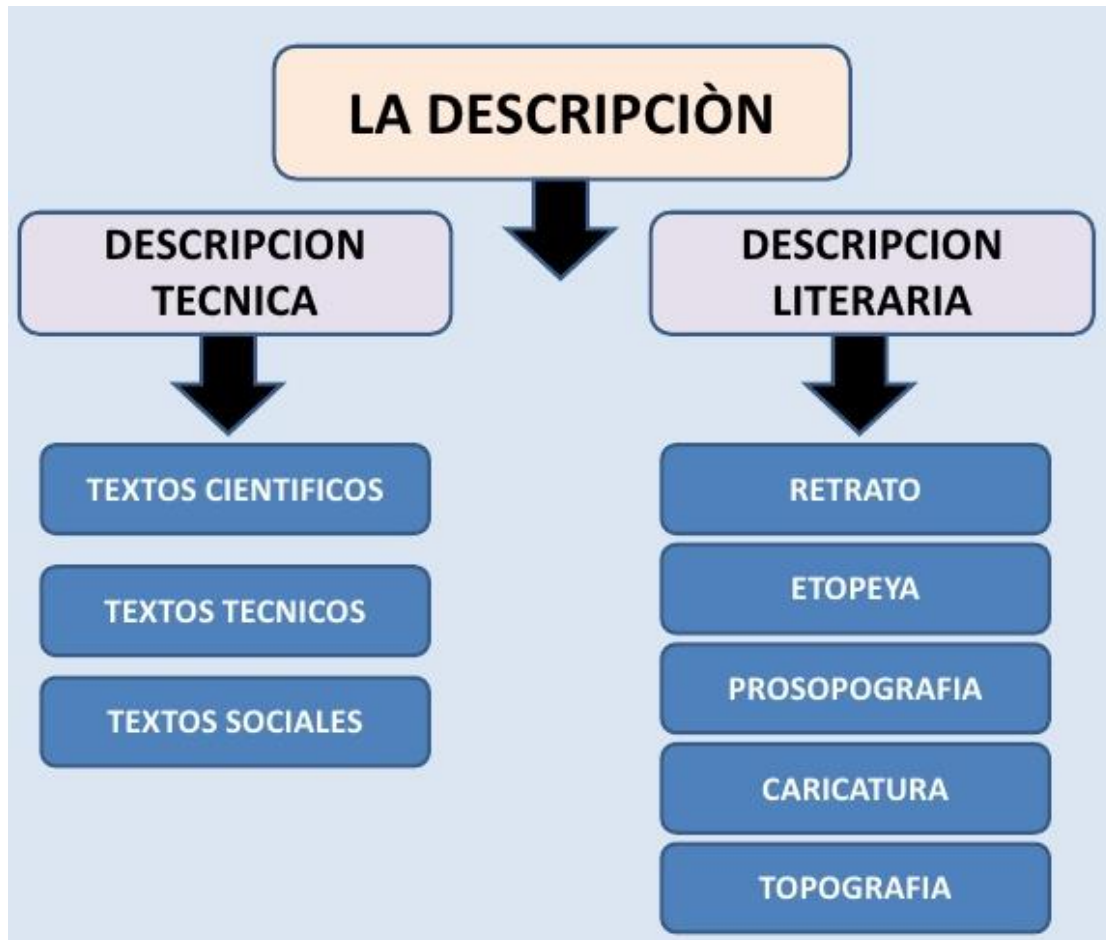 LA DESCRIPCIÒN
DESCRIPCION
TECNICA
TEXTOS CIENTIFICOS
TEXTOS TECNICOS
TEXTOS SOCIALES
DESCRIPCION
LITERARIA
RETRATO
ETOPEYA
PROSOPOGRAFIA
CARICATURA
TOPOGRAFIA